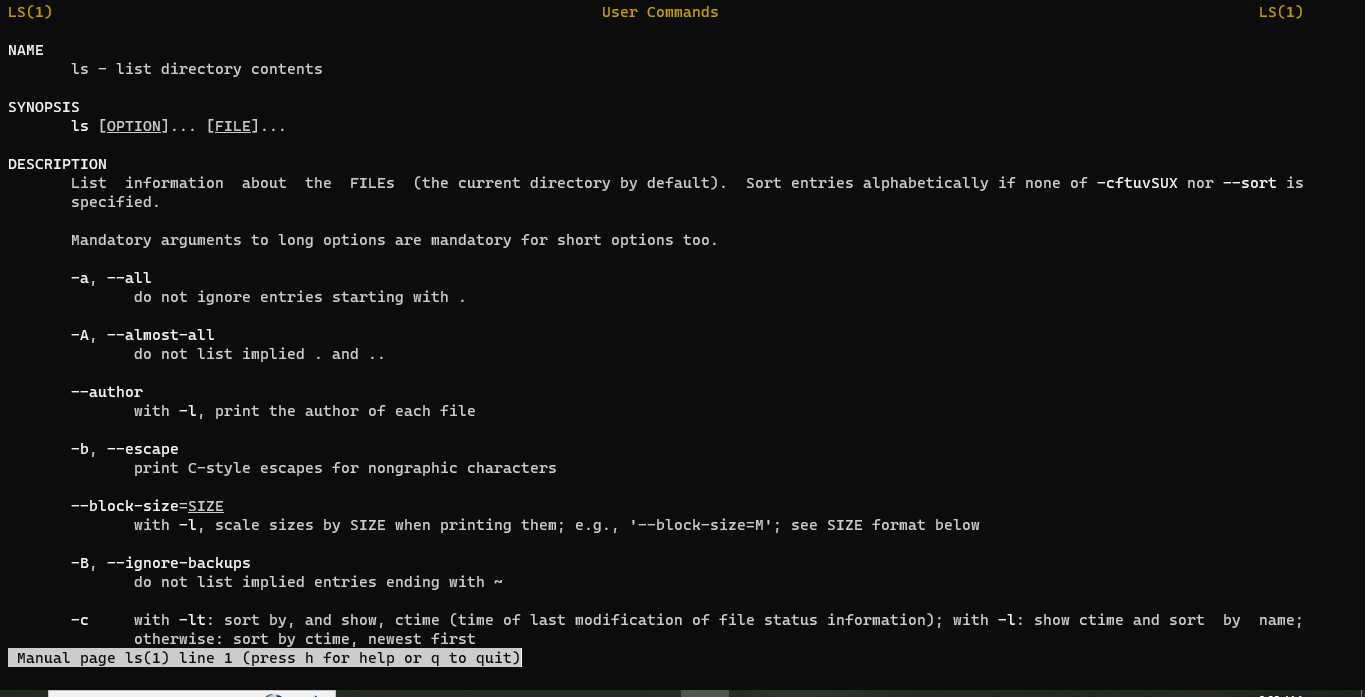 LS(1) User Commands LS(1)
NAME
ls - list directory contents
SYNOPSIS
ls [OPTION]... [FILE]...
DESCRIPTION
List information about the FILEs (the current directory by default). Sort entries alphabetically if none of -cftuvSUX nor --sort is
specified.
Mandatory arguments to long options are mandatory for short options too.
-a, --all
do not ignore entries starting with .
-A, --almost-all
do not list implied . and ..
--author
with -l, print the author of each file
-b, --escape
print C-style escapes for nongraphic characters
--block-size=SIZE
with -l, scale sizes by SIZE when printing them; e.g., '--block-size=M'; see SIZE format below
-B, --ignore-backups
do not list implied entries ending with ~
-c with -lt: sort by, and show, ctime (time of last modification of file status information); with -l: show ctime and sort by name;
otherwise: sort by ctime, newest first
Manual page ls(1) line 1 (press h for help or q to quit)